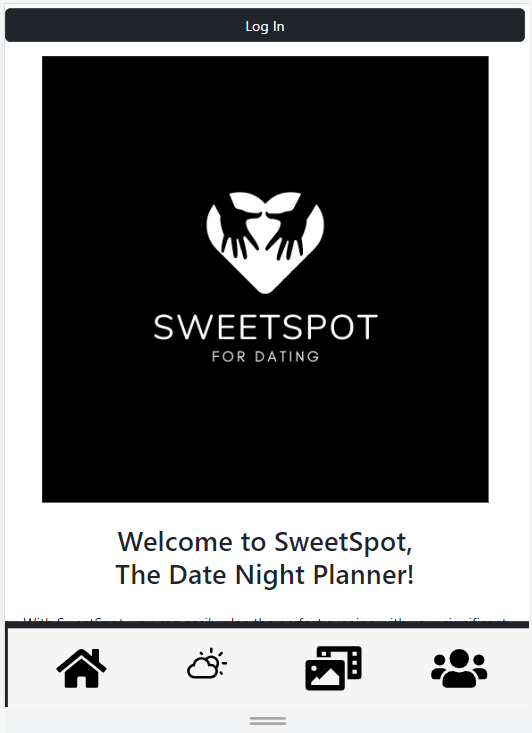 Log In
SWEETSPOT
FOR DATING
Welcome to SweetSpot,
The Date Night Planner!